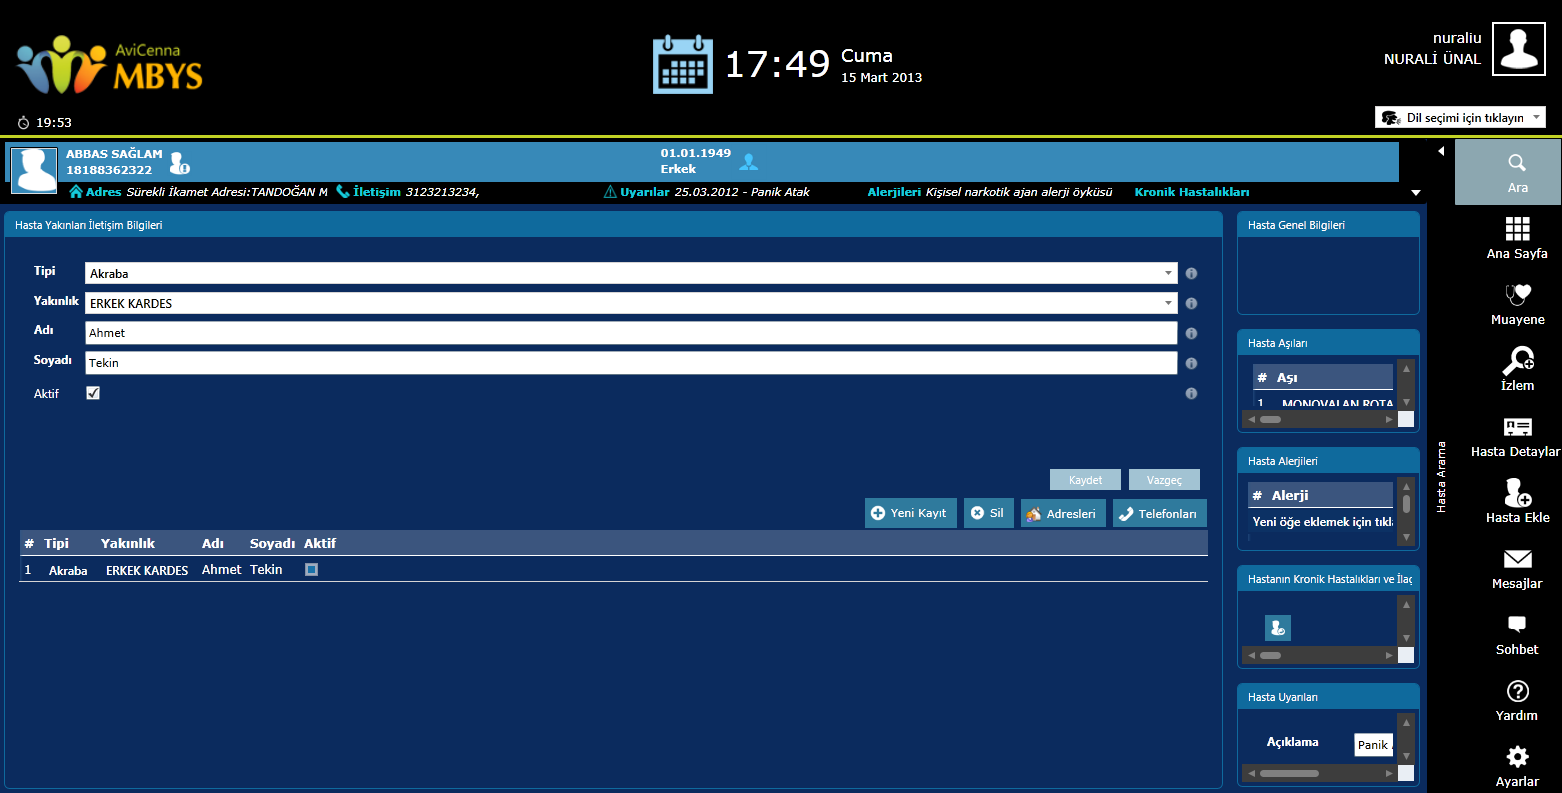 AviCenna
MBYS
17:49
Cuma
15 Mart 2013
nuraliu
NURALİ ÜNAL
19:53
Dil seçimi için tıklayın
ABBAS SAĞLAM
18188362322
01.01.1949
Erkek
Adres Sürekli İkamet Adresi:TANDOĞAN M İletişim 3123213234, Uyarılar 25.03.2012 - Panik Atak Alerjileri Kişisel narkotik ajan alerji öyküsü Kronik Hastalıkları
Hasta Yakınları İletişim Bilgileri
Tipi Akraba
Yakınlık ERKEK KARDES
Adı Ahmet
Soyadı Tekin
Aktif
Kaydet Vazgeç
Yeni Kayıt Sil Adresleri Telefonları
# Tipi Yakınlık Adı Soyadı Aktif
1 Akraba ERKEK KARDES Ahmet Tekin
Hasta Genel Bilgileri
Hasta Aşıları
# Aşı
1 MONOVALAN ROTA
Hasta Alerjileri
# Alerji
Yeni öğe eklemek için tıkla
Hastanın Kronik Hastalıkları ve İlaç
Hasta Uyarıları
Açıklama Panik
Hasta Arama
Ara
Ana Sayfa
Muayene
İzlem
Hasta Detaylar
Hasta Ekle
Mesajlar
Sohbet
Yardım
Ayarlar